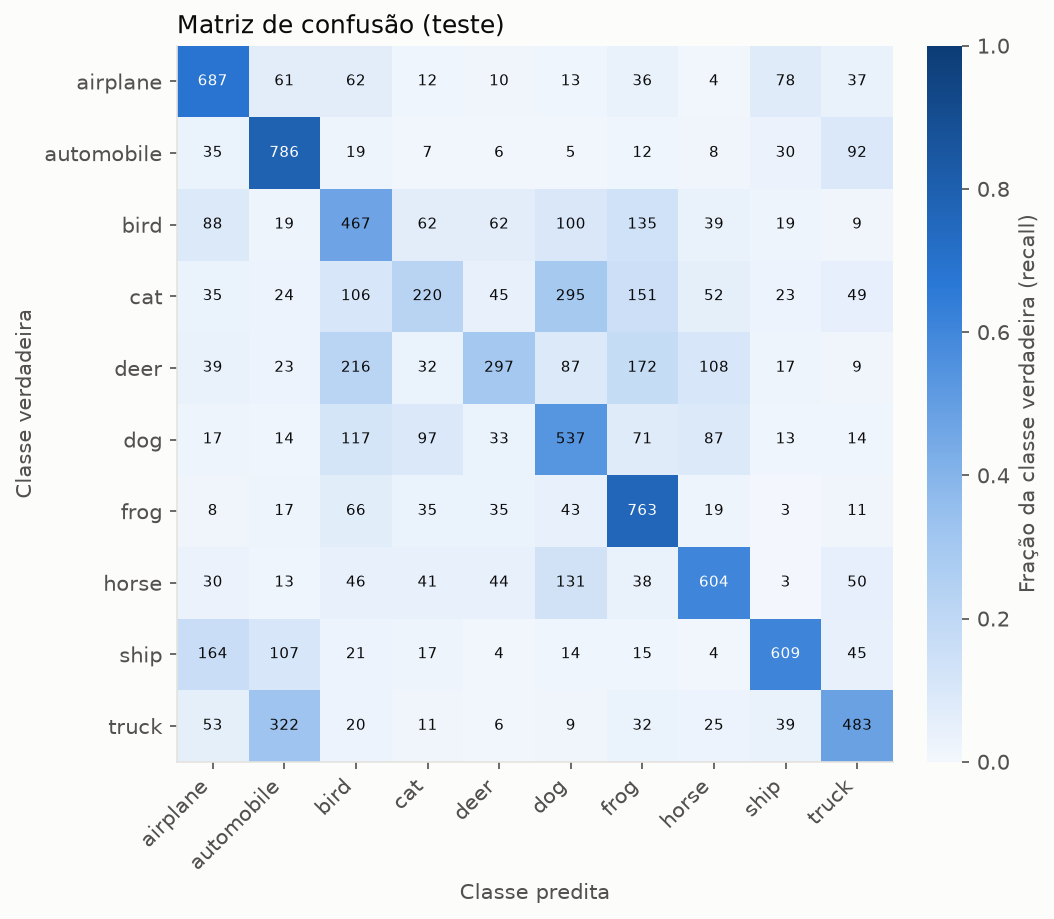 Matriz de confusão (teste)
airplane 687 61 62 12 10 13 36 4 78 37
automobile 35 786 19 7 6 5 12 8 30 92
bird 88 19 467 62 62 100 135 39 19 9
cat 35 24 106 220 45 295 151 52 23 49
deer 39 23 216 32 297 87 172 108 17 9
dog 17 14 117 97 33 537 71 87 13 14
frog 8 17 66 35 35 43 763 19 3 11
horse 30 13 46 41 44 131 38 604 3 50
ship 164 107 21 17 4 14 15 4 609 45
truck 53 322 20 11 6 9 32 25 39 483
airplane automobile bird cat deer dog frog horse ship truck
Classe predita
Classe verdadeira
1.0
0.8
0.6
0.4
0.2
0.0
Fração da classe verdadeira (recall)